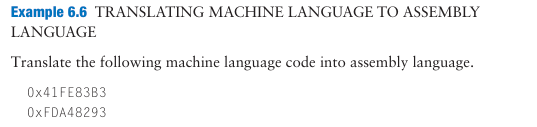 Example 6.6 TRANSLATING MACHINE LANGUAGE TO ASSEMBLY
LANGUAGE
Translate the following machine language code into assembly language.
0x41FE83B3
0xFDA48293